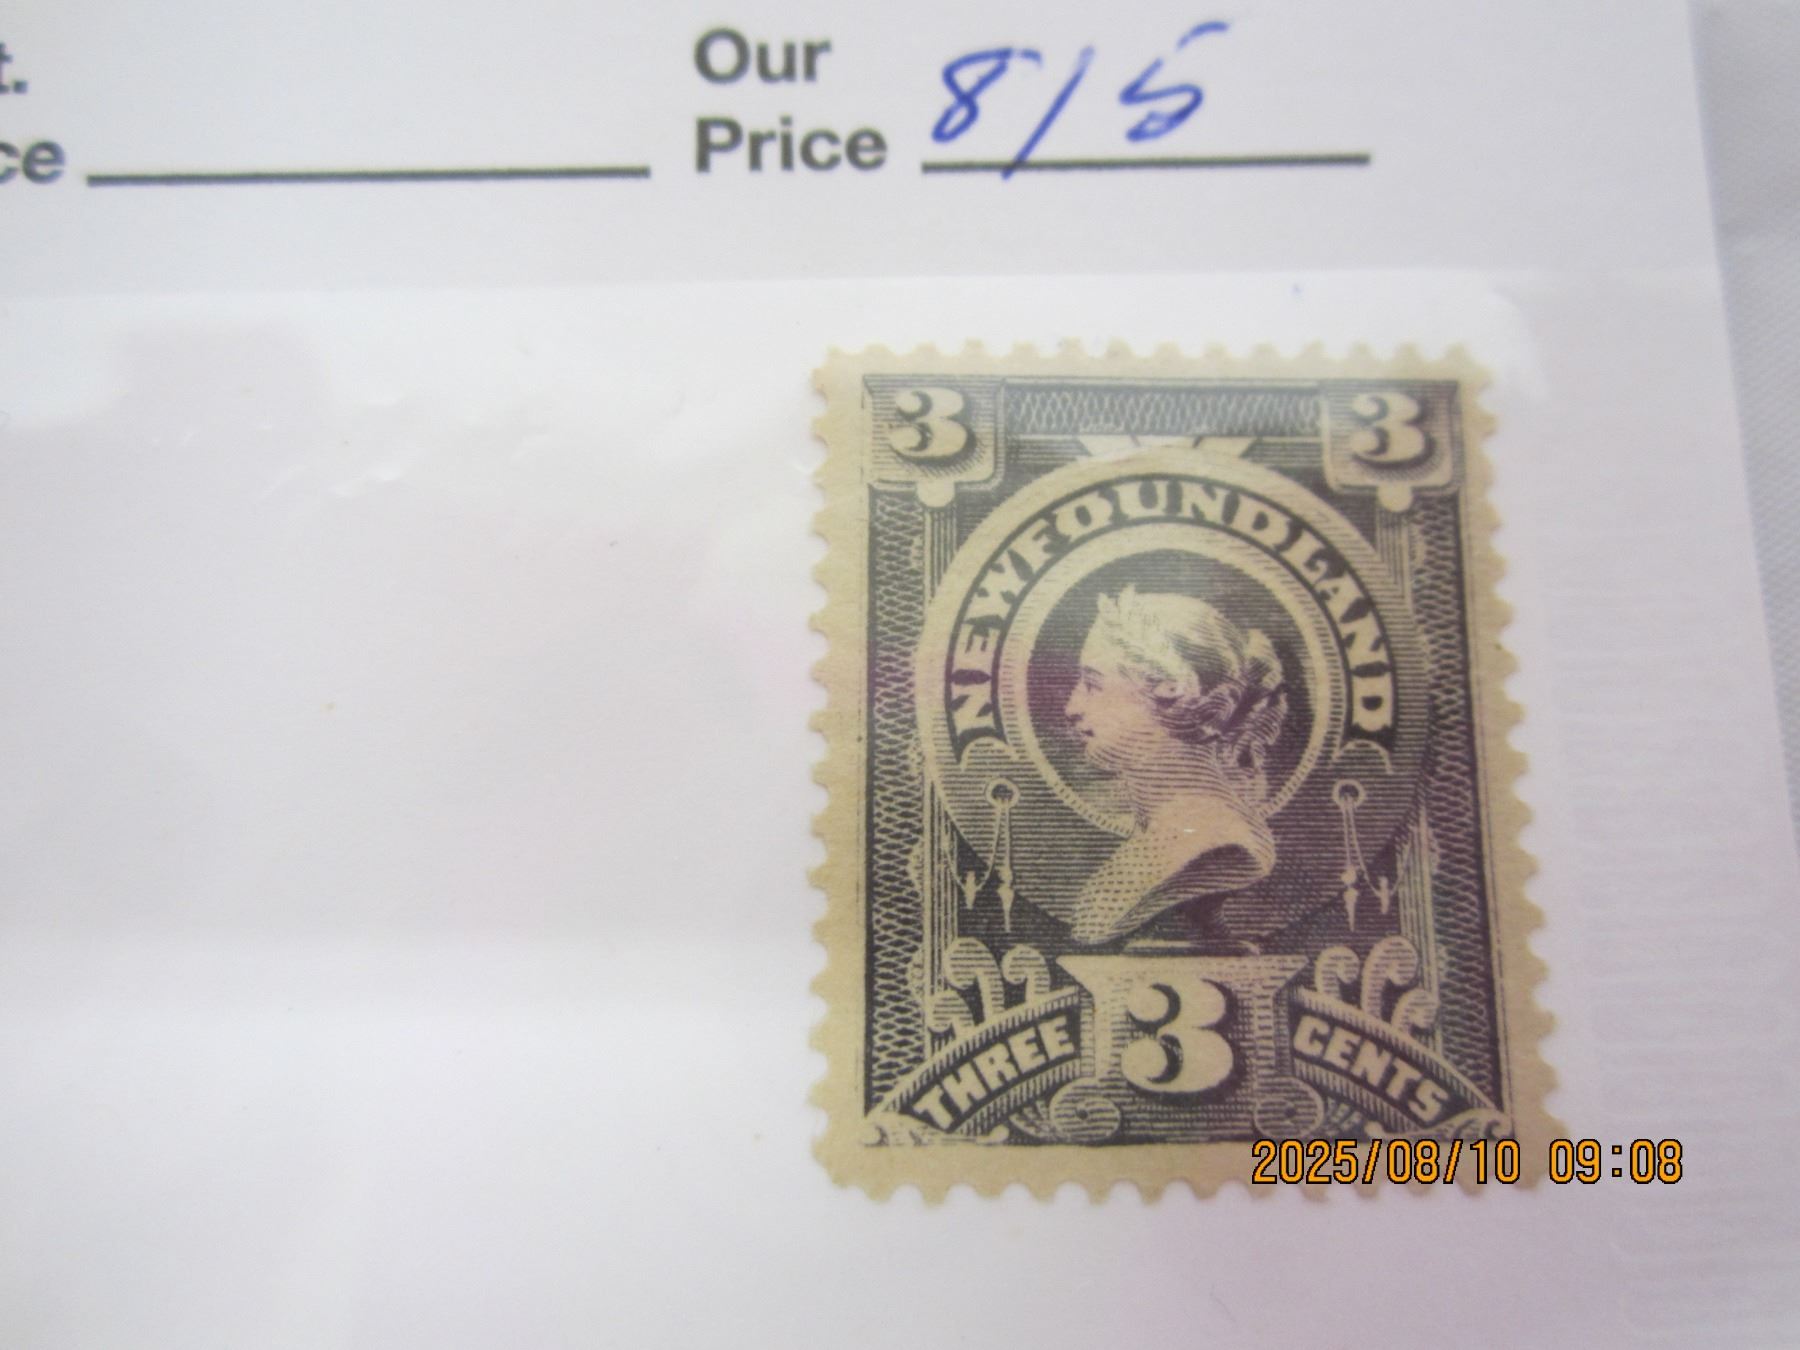 t.
ce
Our
Price 8/5
3 3
NEWFOUNDLAND
THREE 3 CENTS
2025/08/10 09:08